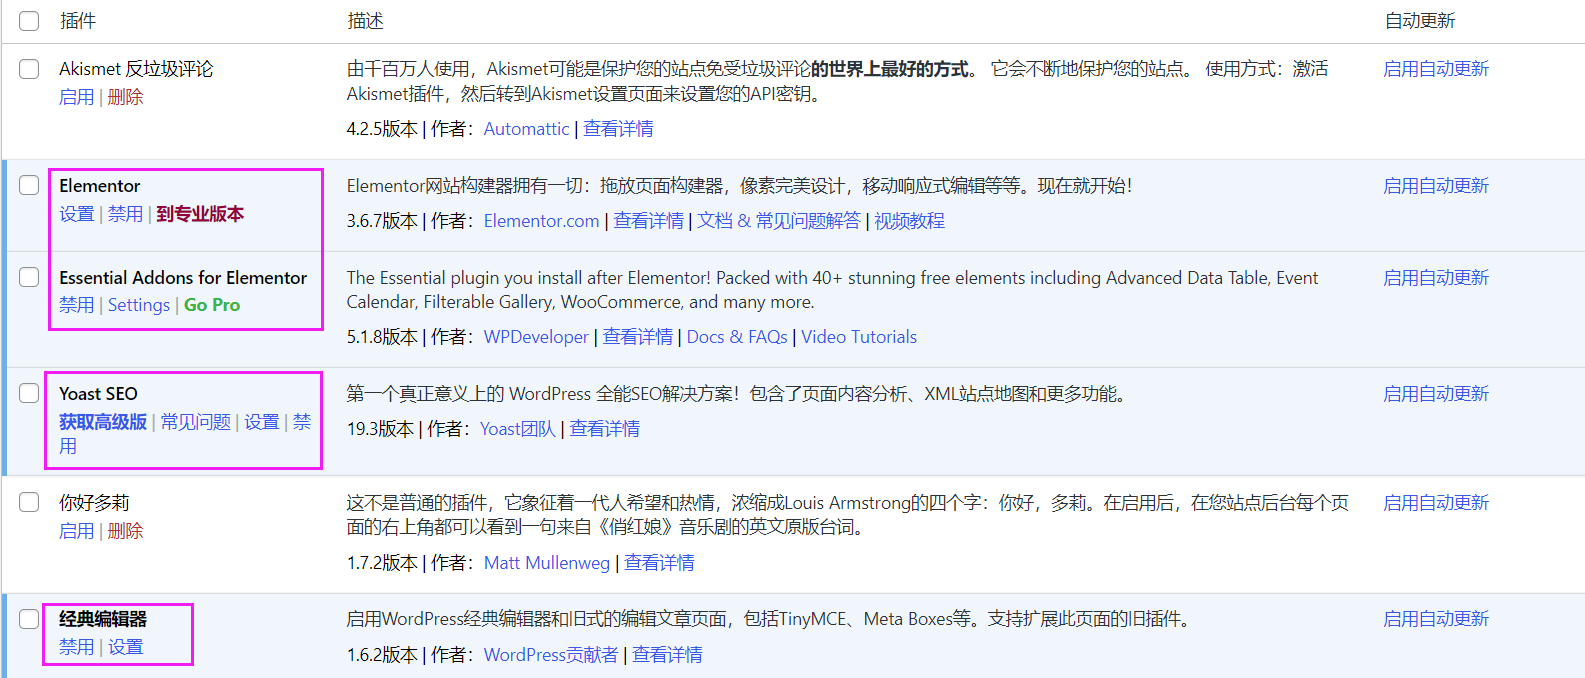 插件 描述 自动更新
Akismet 反垃圾评论
启用 | 删除
由千百万人使用，Akismet可能是保护您的站点免受垃圾评论的世界上最好的方式。 它会不断地保护您的站点。 使用方式：激活
Akismet插件，然后转到Akismet设置页面来设置您的API密钥。
4.2.5版本 | 作者：Automattic | 查看详情
启用自动更新
Elementor
设置 | 禁用 | 到专业版本
Elementor网站构建器拥有一切：拖放页面构建器，像素完美设计，移动响应式编辑等等。现在就开始！
3.6.7版本 | 作者：Elementor.com | 查看详情 | 文档 & 常见问题解答 | 视频教程
启用自动更新
Essential Addons for Elementor
禁用 | Settings | Go Pro
The Essential plugin you install after Elementor! Packed with 40+ stunning free elements including Advanced Data Table, Event
Calendar, Filterable Gallery, WooCommerce, and many more.
5.1.8版本 | 作者：WPDeveloper | 查看详情 | Docs & FAQs | Video Tutorials
启用自动更新
Yoast SEO
获取高级版 | 常见问题 | 设置 | 禁
用
第一个真正意义上的 WordPress 全能SEO解决方案！包含了页面内容分析、XML站点地图和更多功能。
19.3版本 | 作者：Yoast团队 | 查看详情
启用自动更新
你好多莉
启用 | 删除
这不是普通的插件，它象征着一代人希望和热情，浓缩成Louis Armstrong的四个字：你好，多莉。在启用后，在您站点后台每个页
面的右上角都可以看到一句来自《俏红娘》音乐剧的英文原版台词。
1.7.2版本 | 作者：Matt Mullenweg | 查看详情
启用自动更新
经典编辑器
禁用 | 设置
启用WordPress经典编辑器和旧式的编辑文章页面，包括TinyMCE、Meta Boxes等。支持扩展此页面的旧插件。
1.6.2版本 | 作者：WordPress贡献者 | 查看详情
启用自动更新